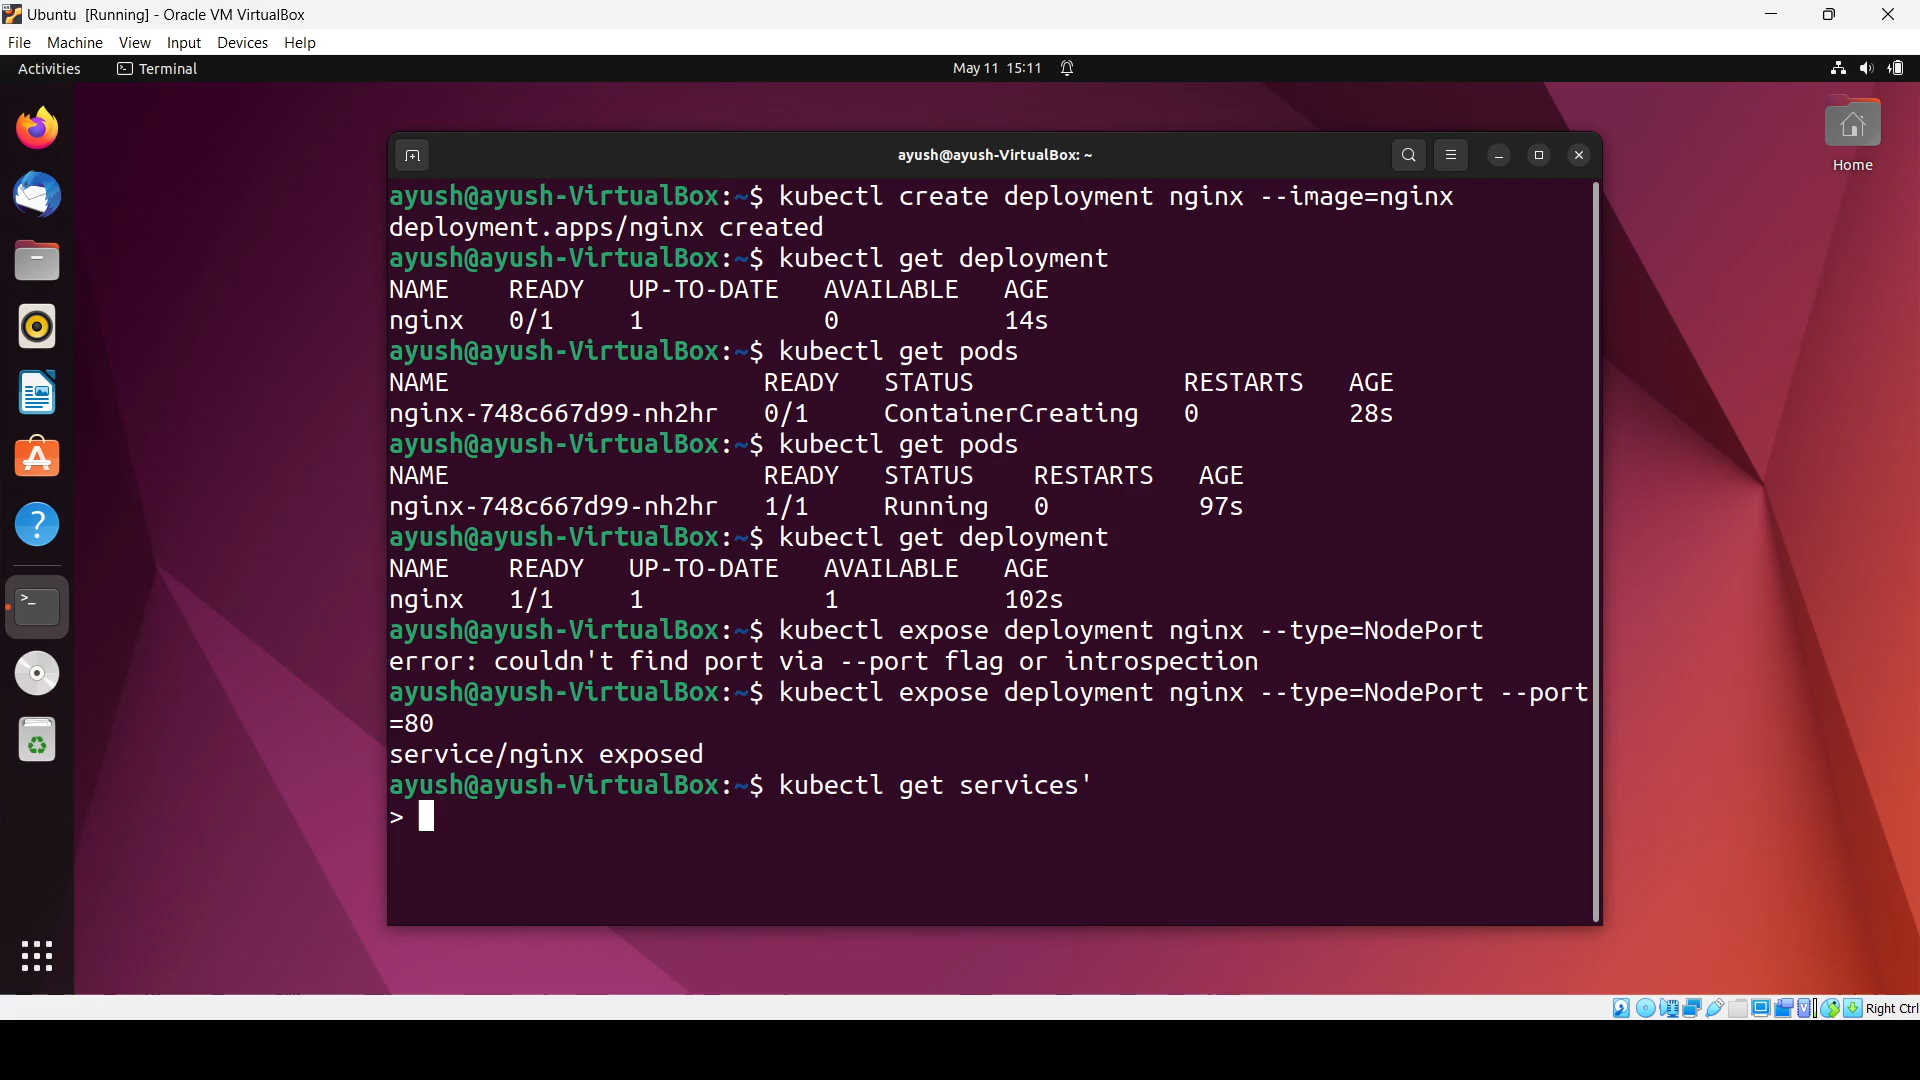 Ubuntu [Running] - Oracle VM VirtualBox
File Machine View Input Devices Help
Activities Terminal May 11 15:11
ayush@ayush-VirtualBox: ~
Home
ayush@ayush-VirtualBox:~$ kubectl create deployment nginx --image=nginx
deployment.apps/nginx created
ayush@ayush-VirtualBox:~$ kubectl get deployment
NAME READY UP-TO-DATE AVAILABLE AGE
nginx 0/1 1 0 14s
ayush@ayush-VirtualBox:~$ kubectl get pods
NAME READY STATUS RESTARTS AGE
nginx-748c667d99-nh2hr 0/1 ContainerCreating 0 28s
ayush@ayush-VirtualBox:~$ kubectl get pods
NAME READY STATUS RESTARTS AGE
nginx-748c667d99-nh2hr 1/1 Running 0 97s
ayush@ayush-VirtualBox:~$ kubectl get deployment
NAME READY UP-TO-DATE AVAILABLE AGE
nginx 1/1 1 1 102s
ayush@ayush-VirtualBox:~$ kubectl expose deployment nginx --type=NodePort
error: couldn't find port via --port flag or introspection
ayush@ayush-VirtualBox:~$ kubectl expose deployment nginx --type=NodePort --port
=80
service/nginx exposed
ayush@ayush-VirtualBox:~$ kubectl get services'
>
Right Ctrl